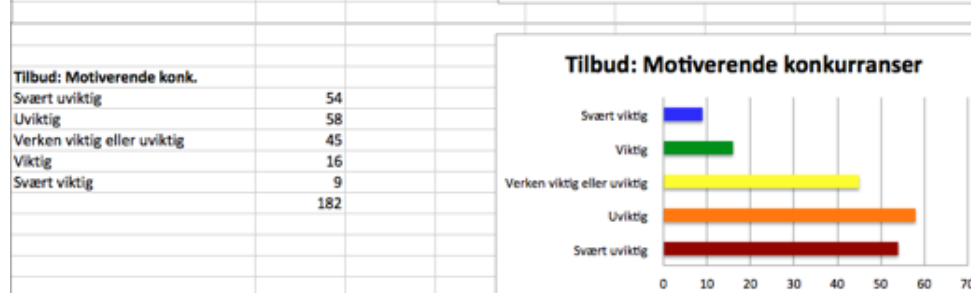 Tilbud: Motiverende konk.
Svært uviktig 54
Uviktig 58
Verken viktig eller uviktig 45
Viktig 16
Svært viktig 9
182
Tilbud: Motiverende konkurranser
Svært viktig
Viktig
Verken viktig eller uviktig
Uviktig
Svært uviktig
0 10 20 30 40 50 60 70